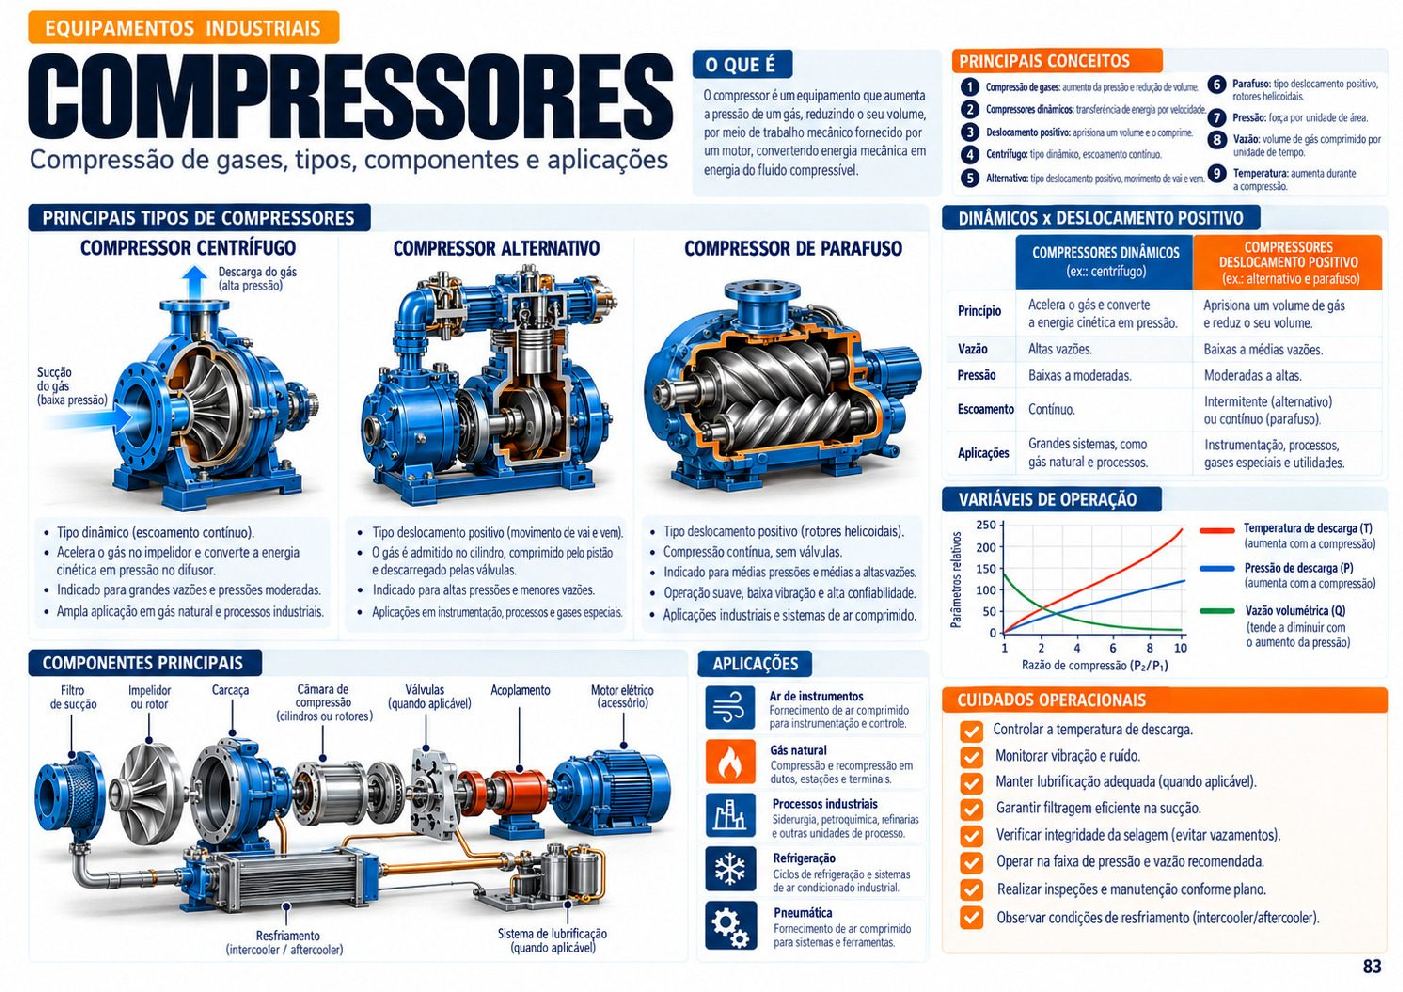 EQUIPAMENTOS INDUSTRIAIS
COMPRESSORES
Compressão de gases, tipos, componentes e aplicações
O QUE É
O compressor é um equipamento que aumenta
a pressão de um gás, reduzindo o seu volume,
por meio de trabalho mecânico fornecido por
um motor, convertendo energia mecânica em
energia do fluido compressível.
PRINCIPAIS CONCEITOS
1 Compressão de gases: aumento da pressão e redução de volume.
2 Compressores dinâmicos: transferência de energia por velocidade.
3 Deslocamento positivo: aprisiona um volume e o comprime.
4 Centrífugo: tipo dinâmico, escoamento contínuo.
5 Alternativo: tipo deslocamento positivo, movimento de vai e vem.
6 Parafuso: tipo deslocamento positivo,
rotores helicoidais.
7 Pressão: força por unidade de área.
8 Vazão: volume de gás comprimido por
unidade de tempo.
9 Temperatura: aumenta durante
a compressão.
PRINCIPAIS TIPOS DE COMPRESSORES
COMPRESSOR CENTRÍFUGO
Descarga do gás
(alta pressão)
Sucção
do gás
(baixa pressão)
• Tipo dinâmico (escoamento contínuo).
• Acelera o gás no impelidor e converte a energia
cinética em pressão no difusor.
• Indicado para grandes vazões e pressões moderadas.
• Ampla aplicação em gás natural e processos industriais.
COMPRESSOR ALTERNATIVO
• Tipo deslocamento positivo (movimento de vai e vem).
• O gás é admitido no cilindro, comprimido pelo pistão
e descarregado pelas válvulas.
• Indicado para altas pressões e menores vazões.
• Aplicações em instrumentação, processos e gases especiais.
COMPRESSOR DE PARAFUSO
• Tipo deslocamento positivo (rotores helicoidais).
• Compressão contínua, sem válvulas.
• Indicado para médias pressões e médias a altas vazões.
• Operação suave, baixa vibração e alta confiabilidade.
• Aplicações industriais e sistemas de ar comprimido.
DINÂMICOS x DESLOCAMENTO POSITIVO
COMPRESSORES DINÂMICOS
(ex.: centrífugo)
COMPRESSORES
DESLOCAMENTO POSITIVO
(ex.: alternativo e parafuso)
Princípio
Acelera o gás e converte
a energia cinética em pressão.
Aprisiona um volume de gás
e reduz o seu volume.
Vazão
Altas vazões.
Baixas a médias vazões.
Pressão
Baixas a moderadas.
Moderadas a altas.
Escoamento
Contínuo.
Intermitente (alternativo)
ou contínuo (parafuso).
Aplicações
Grandes sistemas, como
gás natural e processos.
Instrumentação, processos,
gases especiais e utilidades.
VARIÁVEIS DE OPERAÇÃO
Parâmetros relativos
250
200
150
100
50
0
1 2 4 6 8 10
Razão de compressão (P₂/P₁)
Temperatura de descarga (T)
(aumenta com a compressão)
Pressão de descarga (P)
(aumenta com a compressão)
Vazão volumétrica (Q)
(tende a diminuir com
o aumento da pressão)
COMPONENTES PRINCIPAIS
Filtro
de sucção
Impelidor
ou rotor
Carcaça
Câmara de
compressão
(cilindros ou rotores)
Válvulas
(quando aplicável)
Acoplamento
Motor elétrico
(acessório)
Resfriamento
(intercooler / aftercooler)
Sistema de lubrificação
(quando aplicável)
APLICAÇÕES
Ar de instrumentos
Fornecimento de ar comprimido
para instrumentação e controle.
Gás natural
Compressão e recompressão em
dutos, estações e terminais.
Processos industriais
Siderurgia, petroquímica, refinarias
e outras unidades de processo.
Refrigeração
Ciclos de refrigeração e sistemas
de ar condicionado industrial.
Pneumática
Fornecimento de ar comprimido
para sistemas e ferramentas.
CUIDADOS OPERACIONAIS
Controlar a temperatura de descarga.
Monitorar vibração e ruído.
Manter lubrificação adequada (quando aplicável).
Garantir filtragem eficiente na sucção.
Verificar integridade da selagem (evitar vazamentos).
Operar na faixa de pressão e vazão recomendada.
Realizar inspeções e manutenção conforme plano.
Observar condições de resfriamento (intercooler/aftercooler).
83